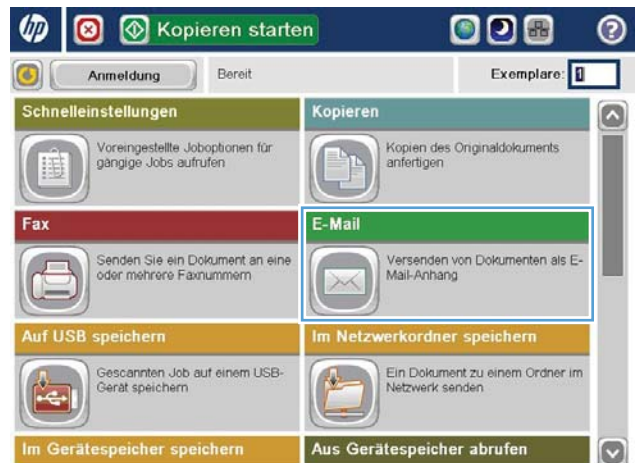 hp
Kopieren starten
?
Anmeldung
Bereit
Exemplare: 1
Schnelleinstellungen
Voreingestellte Joboptionen für
gängige Jobs aufrufen
Kopieren
Kopien des Originaldokuments
anfertigen
Fax
Senden Sie ein Dokument an eine
oder mehrere Faxnummern
E-Mail
Versenden von Dokumenten als E-
Mail-Anhang
Auf USB speichern
Gescannten Job auf einem USB-
Gerät speichern
Im Netzwerkordner speichern
Ein Dokument zu einem Ordner im
Netzwerk senden
Im Gerätespeicher speichern
Aus Gerätespeicher abrufen